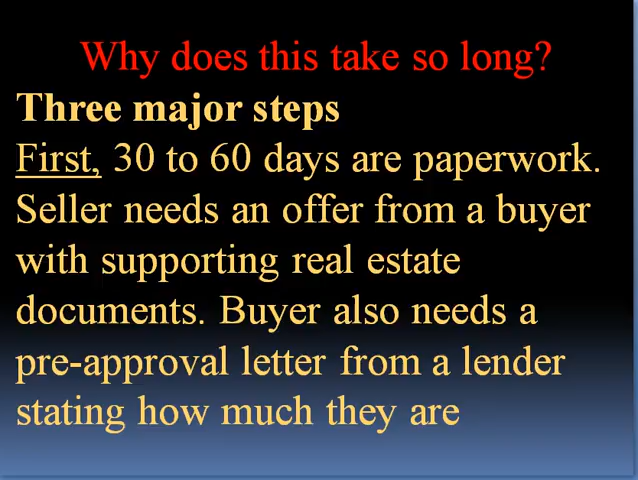 Why does this take so long?
Three major steps
First, 30 to 60 days are paperwork.
Seller needs an offer from a buyer
with supporting real estate
documents. Buyer also needs a
pre-approval letter from a lender
stating how much they are